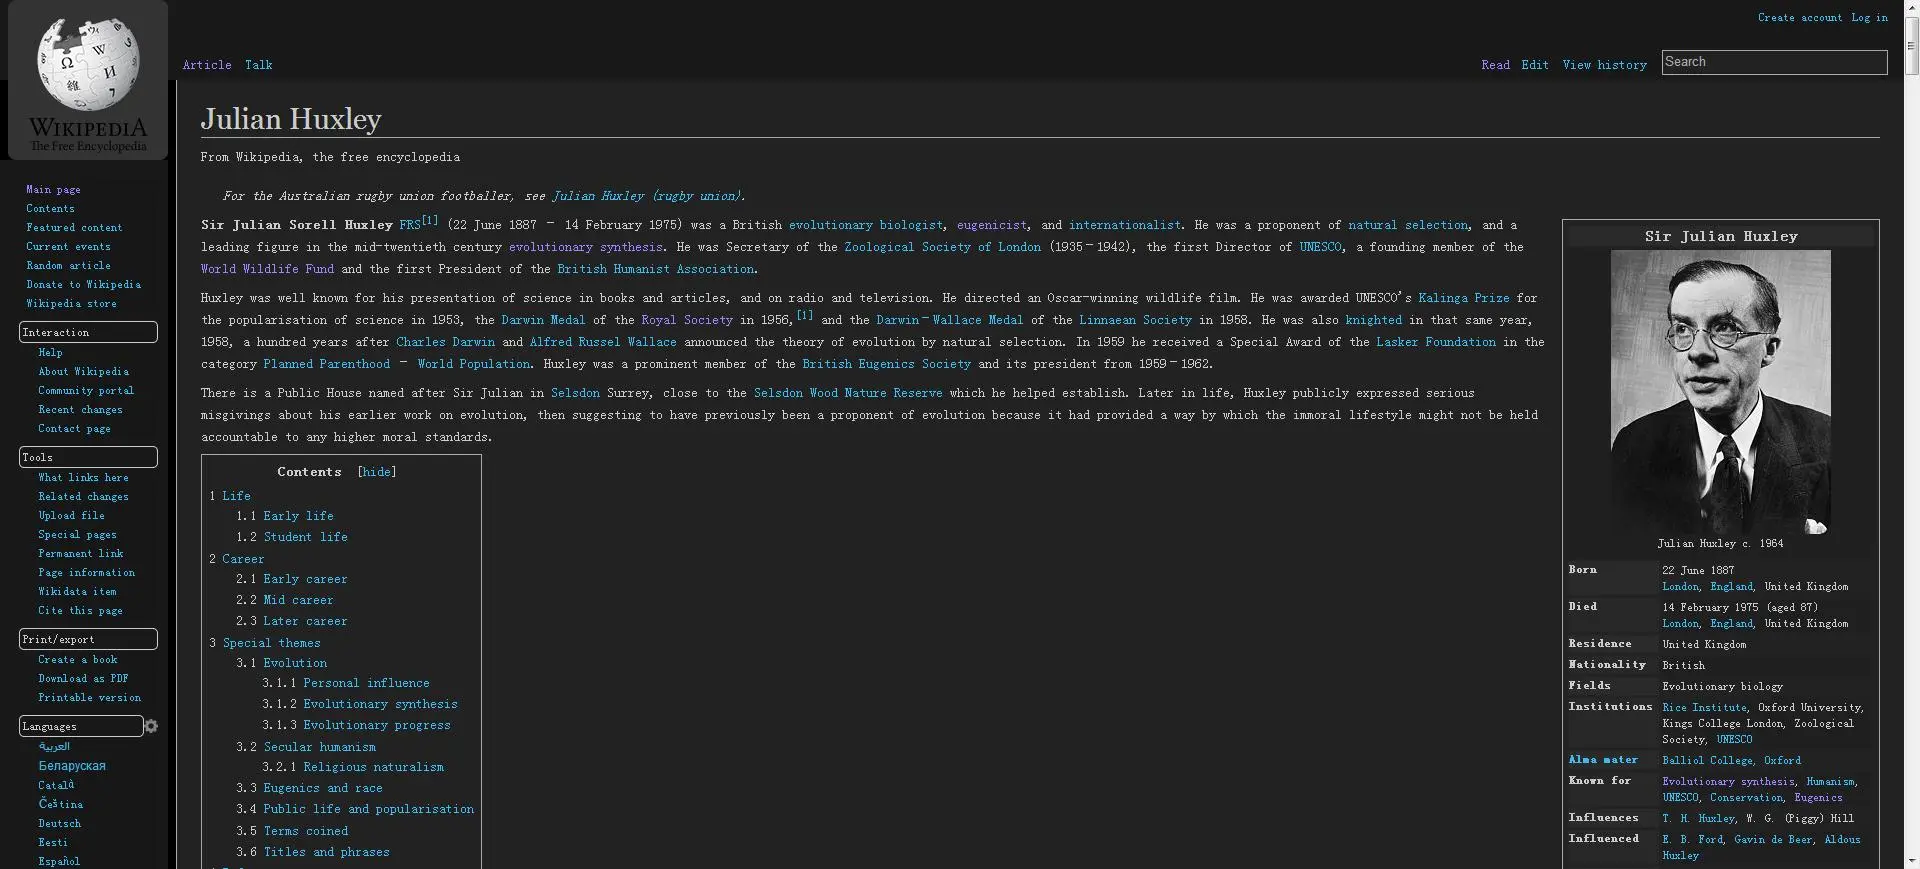 Create account Log in
WIKIPEDIA
The Free Encyclopedia
Article Talk
Read Edit View history Search
Main page
Contents
Featured content
Current events
Random article
Donate to Wikipedia
Wikipedia store
Interaction
Help
About Wikipedia
Community portal
Recent changes
Contact page
Tools
What links here
Related changes
Upload file
Special pages
Permanent link
Page information
Wikidata item
Cite this page
Print/export
Create a book
Download as PDF
Printable version
Languages
العربية
Беларуская
Català
Čeština
Deutsch
Eesti
Español
Julian Huxley
From Wikipedia, the free encyclopedia
For the Australian rugby union footballer, see Julian Huxley (rugby union).
Sir Julian Sorell Huxley FRS[1] (22 June 1887 – 14 February 1975) was a British evolutionary biologist, eugenicist, and internationalist. He was a proponent of natural selection, and a
leading figure in the mid-twentieth century evolutionary synthesis. He was Secretary of the Zoological Society of London (1935–1942), the first Director of UNESCO, a founding member of the
World Wildlife Fund and the first President of the British Humanist Association.
Huxley was well known for his presentation of science in books and articles, and on radio and television. He directed an Oscar-winning wildlife film. He was awarded UNESCO's Kalinga Prize for
the popularisation of science in 1953, the Darwin Medal of the Royal Society in 1956,[1] and the Darwin–Wallace Medal of the Linnaean Society in 1958. He was also knighted in that same year,
1958, a hundred years after Charles Darwin and Alfred Russel Wallace announced the theory of evolution by natural selection. In 1959 he received a Special Award of the Lasker Foundation in the
category Planned Parenthood – World Population. Huxley was a prominent member of the British Eugenics Society and its president from 1959–1962.
There is a Public House named after Sir Julian in Selsdon Surrey, close to the Selsdon Wood Nature Reserve which he helped establish. Later in life, Huxley publicly expressed serious
misgivings about his earlier work on evolution, then suggesting to have previously been a proponent of evolution because it had provided a way by which the immoral lifestyle might not be held
accountable to any higher moral standards.
Contents [hide]
1 Life
1.1 Early life
1.2 Student life
2 Career
2.1 Early career
2.2 Mid career
2.3 Later career
3 Special themes
3.1 Evolution
3.1.1 Personal influence
3.1.2 Evolutionary synthesis
3.1.3 Evolutionary progress
3.2 Secular humanism
3.2.1 Religious naturalism
3.3 Eugenics and race
3.4 Public life and popularisation
3.5 Terms coined
3.6 Titles and phrases
Sir Julian Huxley
Julian Huxley c. 1964
Born 22 June 1887
London, England, United Kingdom
Died 14 February 1975 (aged 87)
London, England, United Kingdom
Residence United Kingdom
Nationality British
Fields Evolutionary biology
Institutions Rice Institute, Oxford University,
Kings College London, Zoological
Society, UNESCO
Alma mater Balliol College, Oxford
Known for Evolutionary synthesis, Humanism,
UNESCO, Conservation, Eugenics
Influences T. H. Huxley, W. G. (Piggy) Hill
Influenced E. B. Ford, Gavin de Beer, Aldous
Huxley